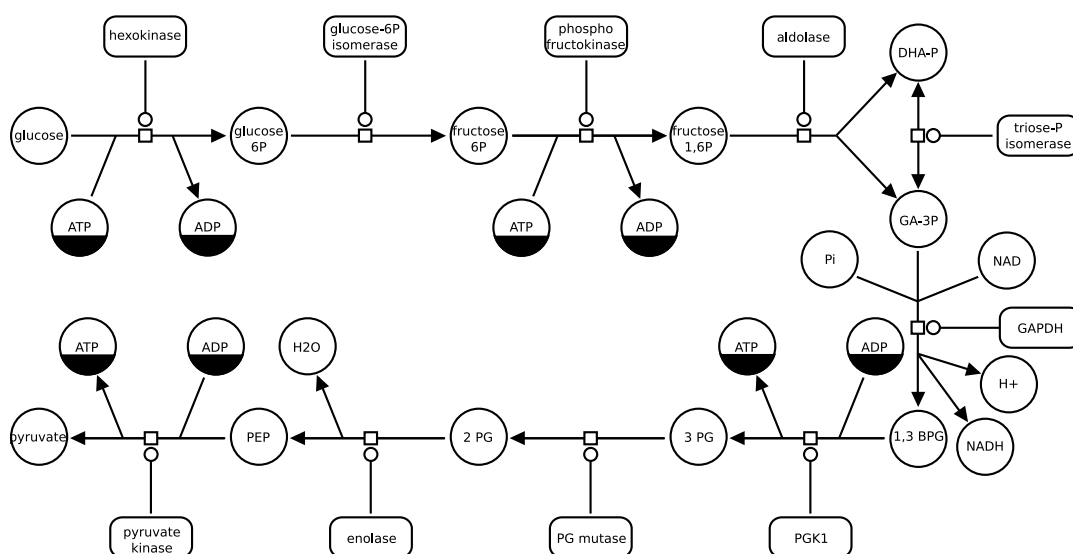 hexokinase
glucose-6P
isomerase
phospho
fructokinase
aldolase
DHA-P
glucose
glucose
6P
fructose
6P
fructose
1,6P
triose-P
isomerase
ATP
ADP
ATP
ADP
GA-3P
Pi
NAD
GAPDH
ATP
ADP
H2O
ATP
ADP
H+
pyruvate
PEP
2 PG
3 PG
1,3 BPG
NADH
pyruvate
kinase
enolase
PG mutase
PGK1